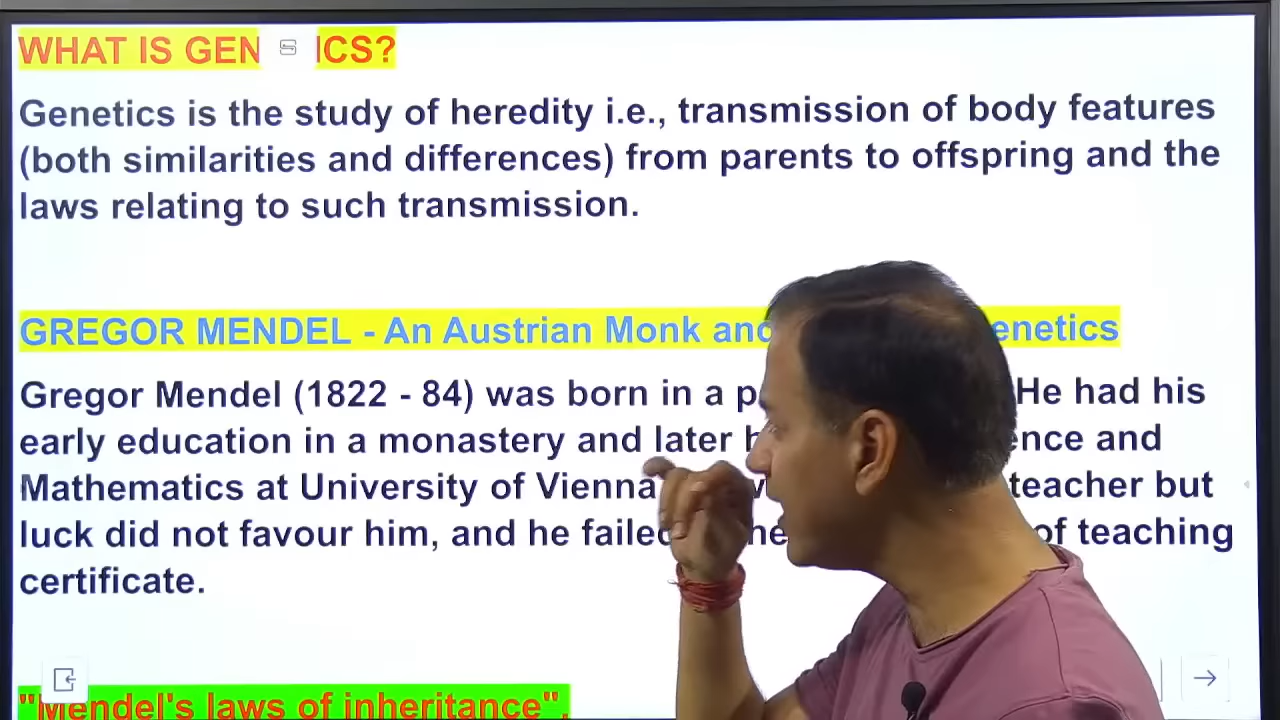 WHAT IS GEN ICS?
Genetics is the study of heredity i.e., transmission of body features
(both similarities and differences) from parents to offspring and the
laws relating to such transmission.
GREGOR MENDEL - An Austrian Monk and enetics
Gregor Mendel (1822 - 84) was born in a p He had his
early education in a monastery and later ence and
Mathematics at University of Vienna teacher but
luck did not favour him, and he failed of teaching
certificate.
"Mendel's laws of inheritance".